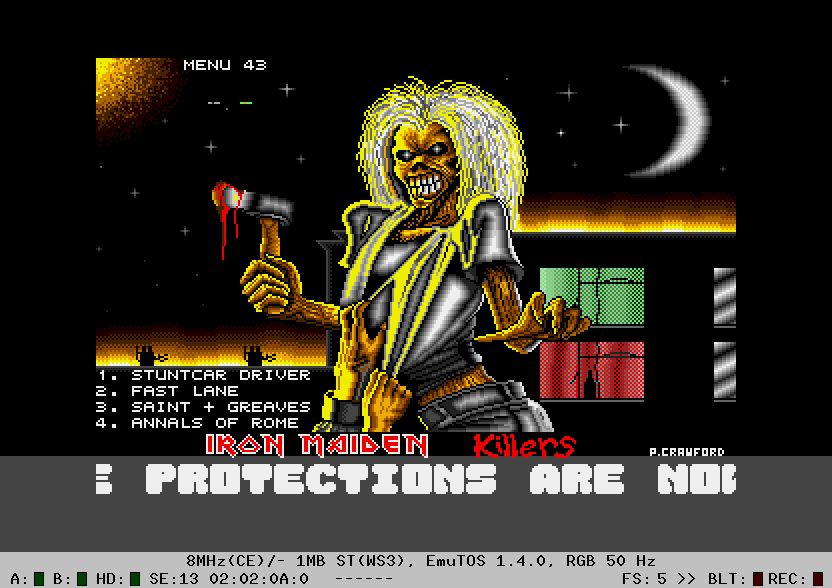 MENU 43
1. STUNTCAR DRIVER
2. FAST LANE
3. SAINT + GREAVES
4. ANNALS OF ROME
IRON MAIDEN Killers
P.CRAWFORD
PROTECTIONS ARE NOW
8MHz(CE)/- 1MB ST(WS3), EmuTOS 1.4.0, RGB 50 Hz
A: B: HD: SE:13 02:02:0A:0 ------ FS: 5 >> BLT: REC: